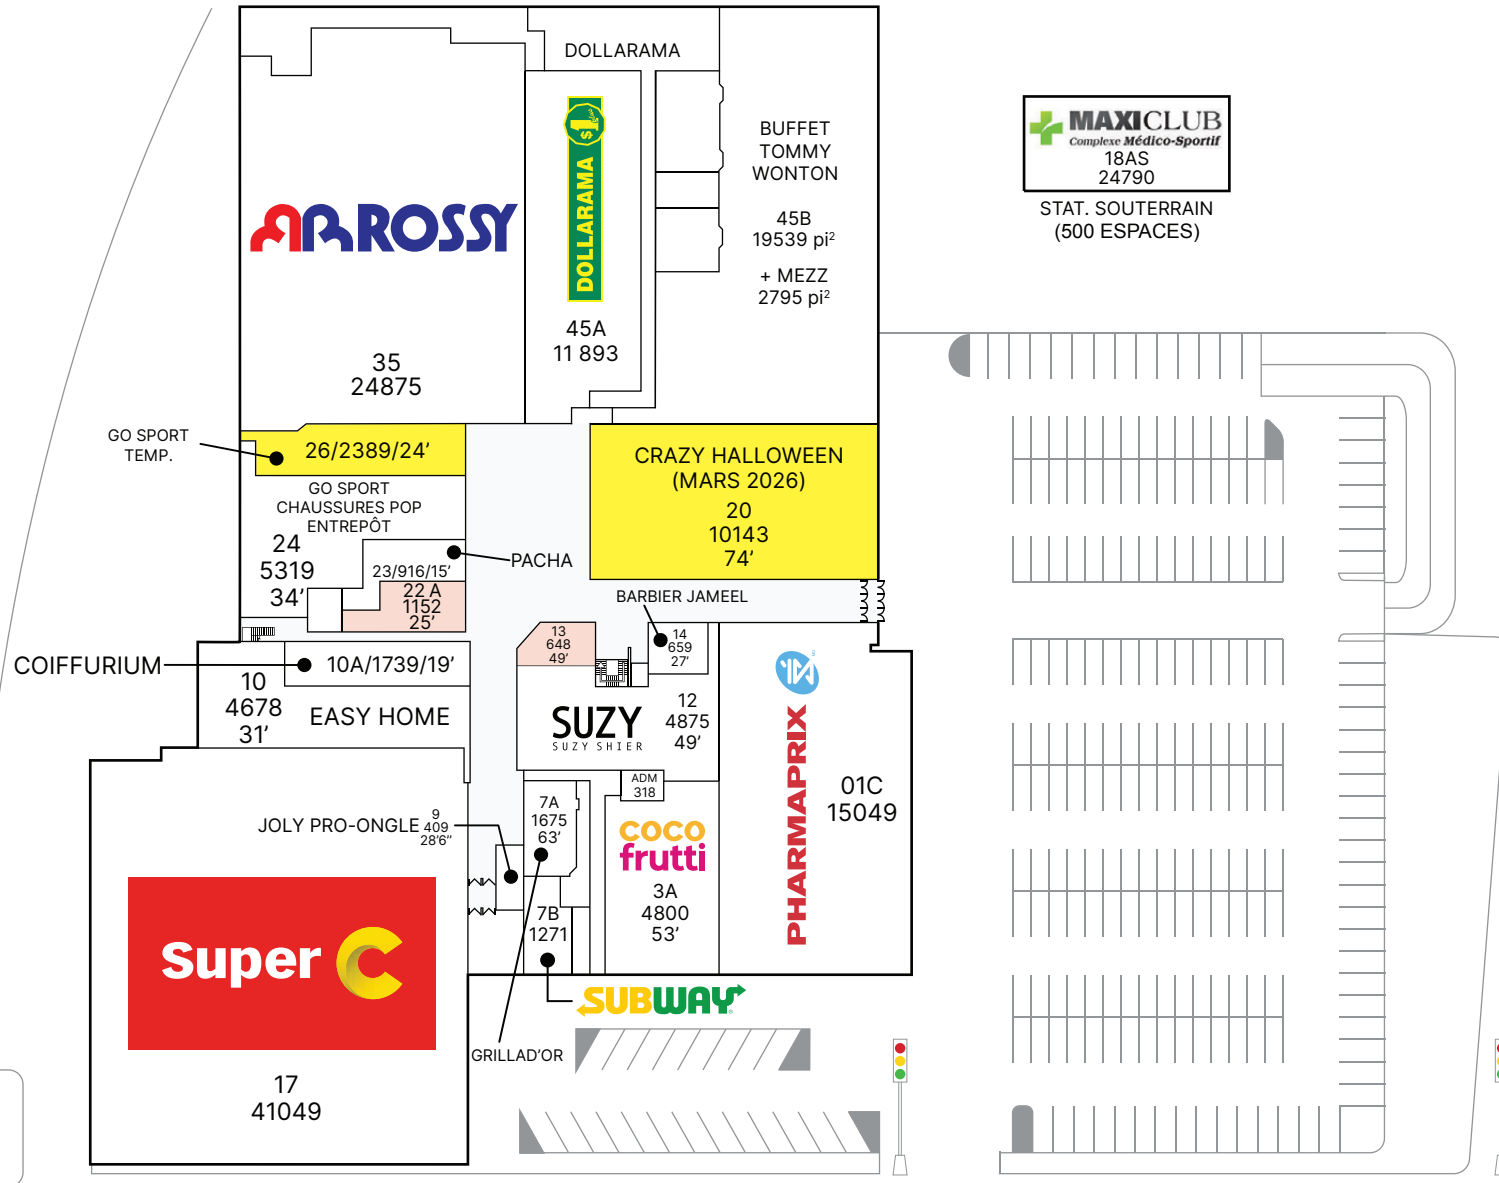 DOLLARAMA
$1
plus
DOLLARAMA
45A
11 893
BUFFET
TOMMY
WONTON
45B
19539 pi²
+ MEZZ
2795 pi²
MAXICLUB
Complexe Médico-Sportif
18AS
24790
STAT. SOUTERRAIN
(500 ESPACES)
ROSSY
35
24875
GO SPORT
TEMP.
26/2389/24’
GO SPORT
CHAUSSURES POP
ENTREPÔT
24
5319
34’
PACHA
23/916/15’
22 A
1152
25’
CRAZY HALLOWEEN
(MARS 2026)
20
10143
74’
BARBIER JAMEEL
13
648
49’
14
659
27’
COIFFURIUM
10A/1739/19’
10
4678
31’
EASY HOME
SUZY
SUZY SHIER
12
4875
49’
ADM
318
PHARMAPRIX
01C
15049
JOLY PRO-ONGLE
9
409
28’6’’
7A
1675
63’
COCO
frutti
3A
4800
53’
7B
1271
Super C
17
41049
SUBWAY
GRILLAD’OR